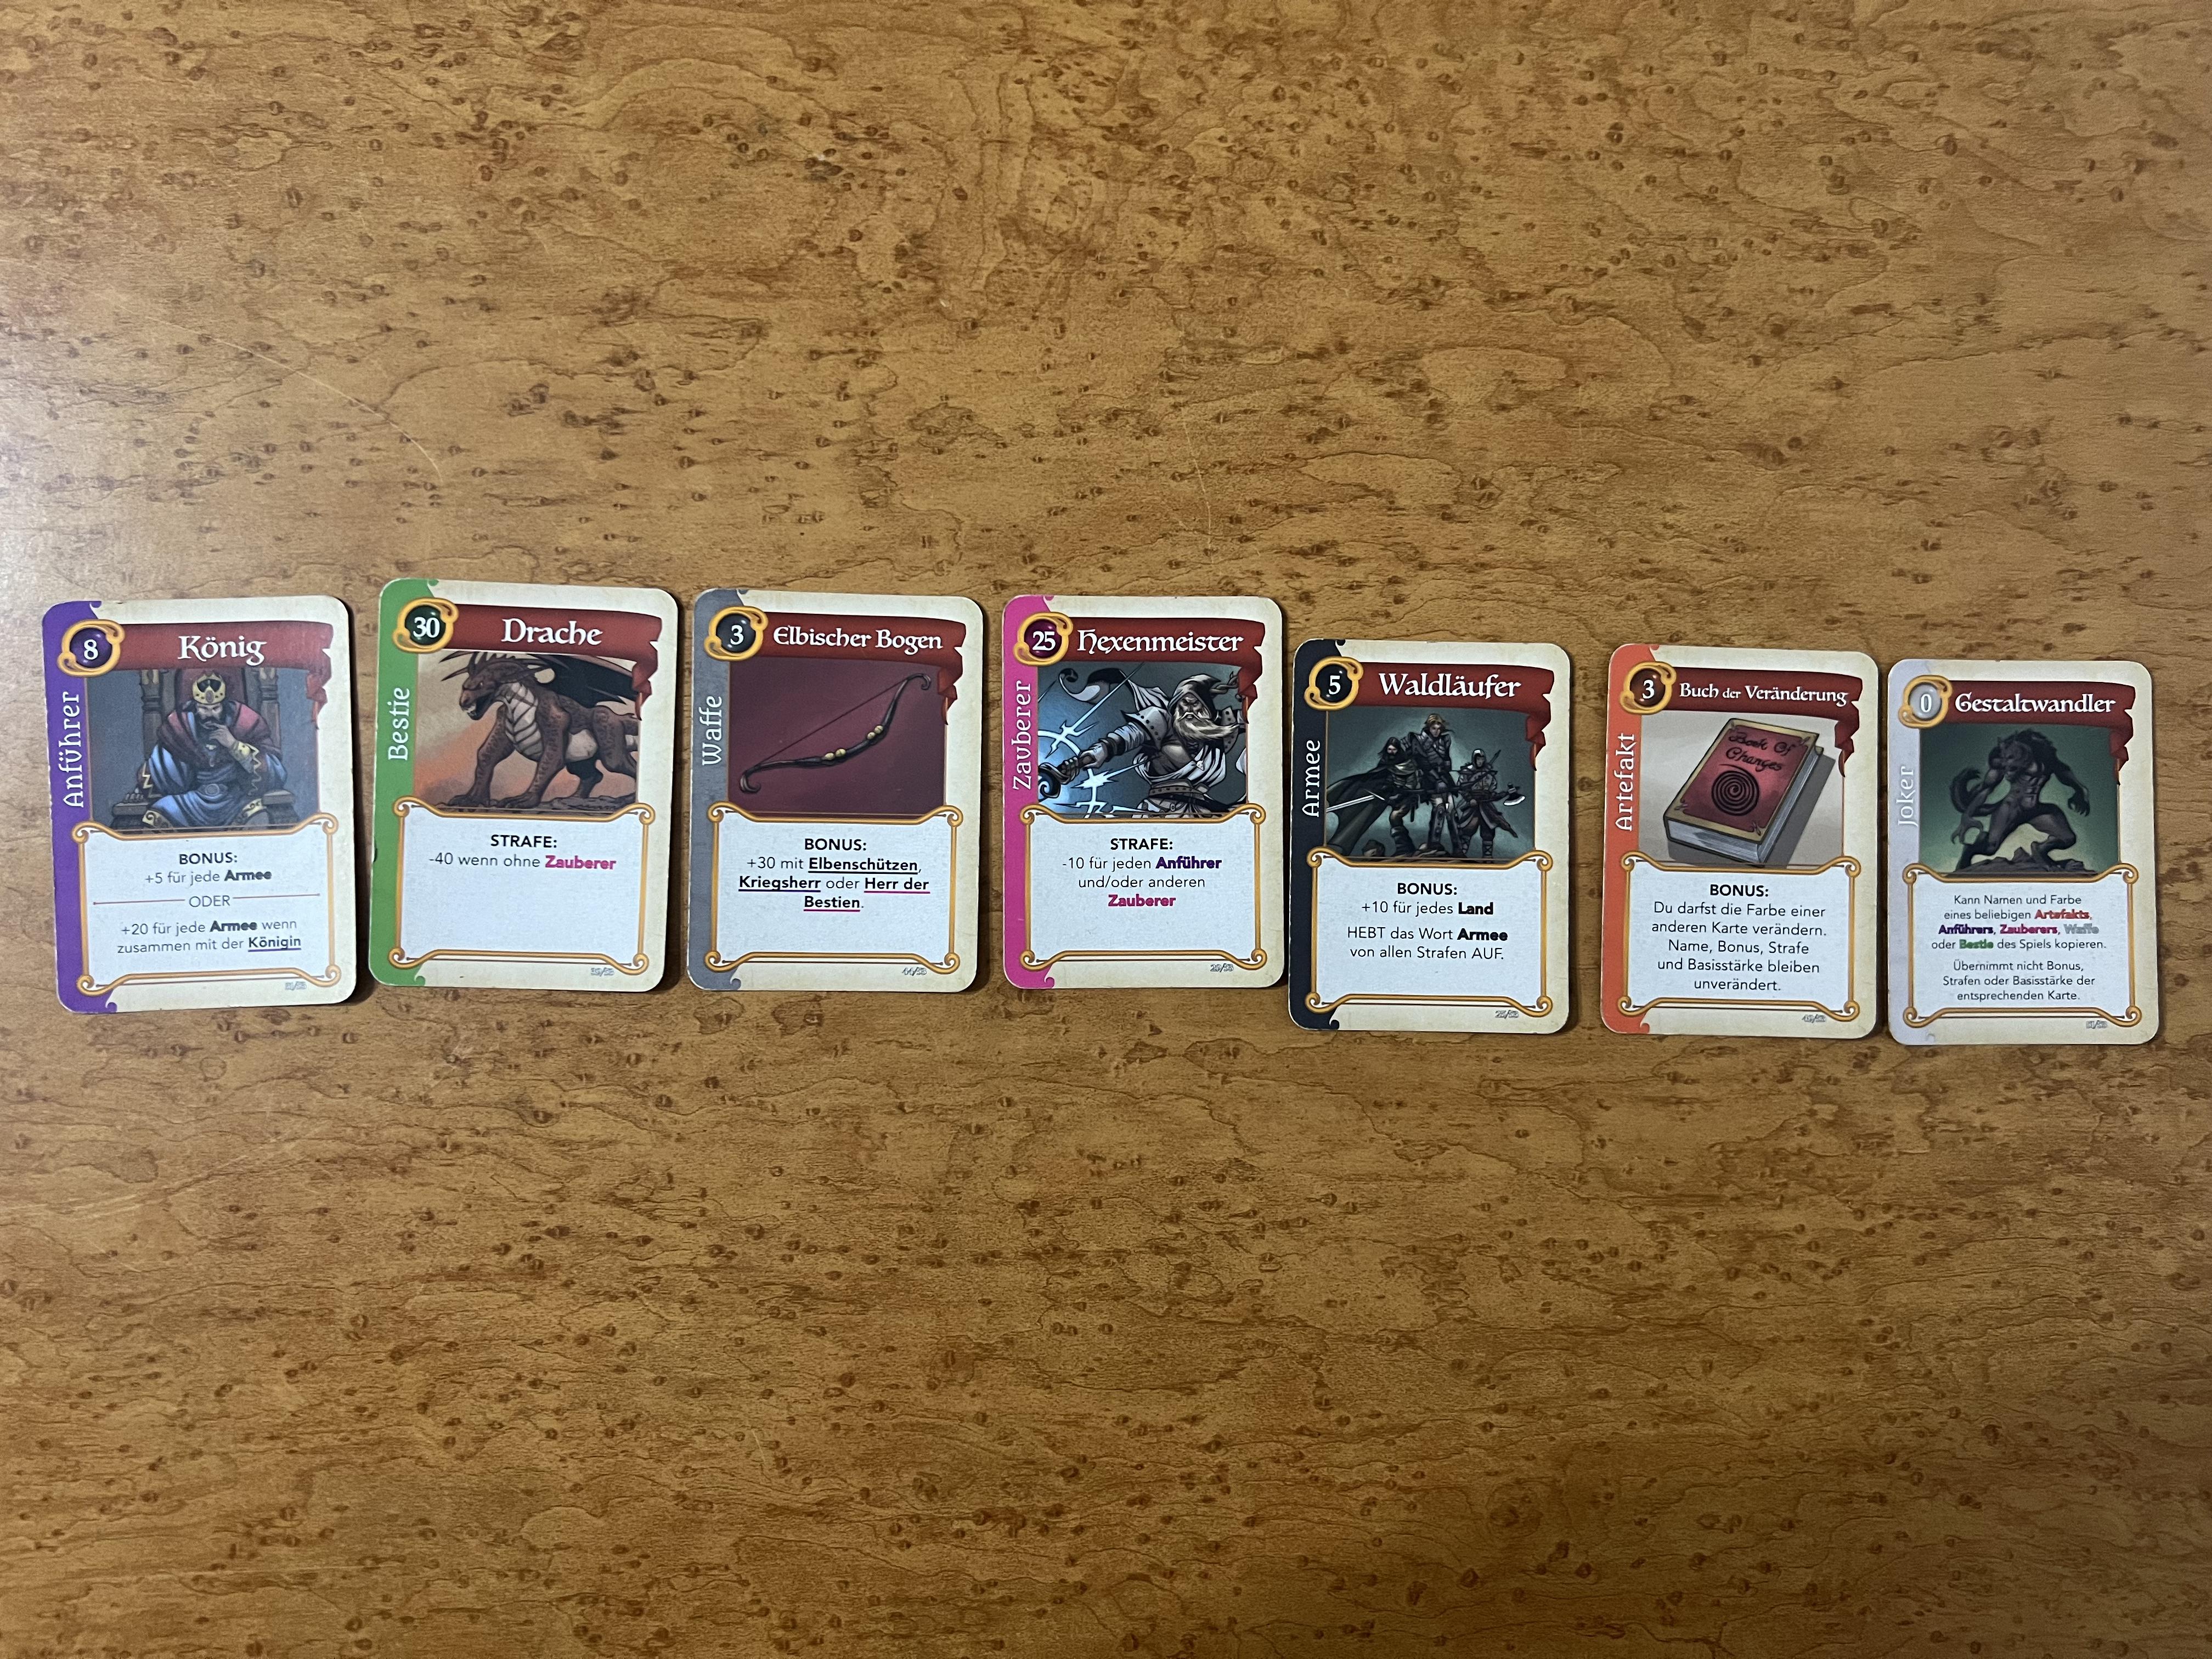 8
König
Anführer
BONUS:
+5 für jede Armee
ODER
+20 für jede Armee wenn
zusammen mit der Königin
30
Drache
Bestie
STRAFE:
-40 wenn ohne Zauberer
3
Elbischer Bogen
Waffe
BONUS:
+30 mit Elbenschützen,
Kriegsherr oder Herr der
Bestien.
44/53
25
Hexenmeister
Zauberer
STRAFE:
-10 für jeden Anführer
und/oder anderen
Zauberer
5
Waldläufer
Armee
BONUS:
+10 für jedes Land
HEBT das Wort Armee
von allen Strafen AUF.
3
Buch der Veränderung
Artefakt
Book Of
Changes
BONUS:
Du darfst die Farbe einer
anderen Karte verändern.
Name, Bonus, Strafe
und Basisstärke bleiben
unverändert.
0
Gestaltwandler
Joker
Kann Namen und Farbe
eines beliebigen Artefakts,
Anführers, Zauberers, Waffe
oder Bestie des Spiels kopieren.
Übernimmt nicht Bonus,
Strafen oder Basisstärke der
entsprechenden Karte.
51/53